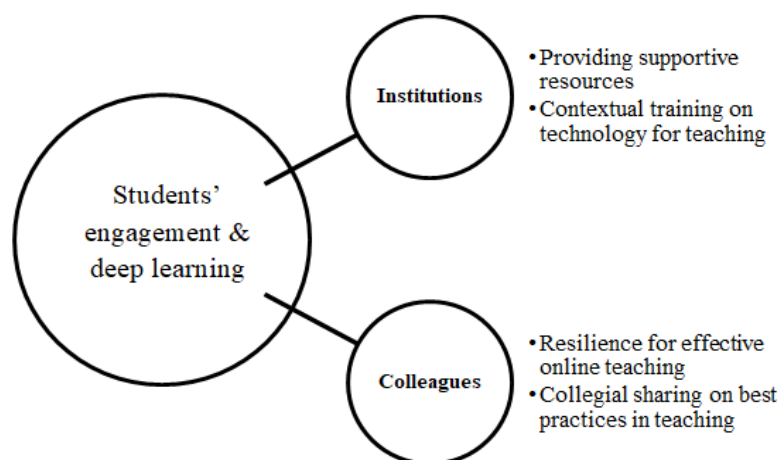 Students’
engagement &
deep learning
Institutions
•Providing supportive
resources
•Contextual training on
technology for teaching
Colleagues
•Resilience for effective
online teaching
•Collegial sharing on best
practices in teaching